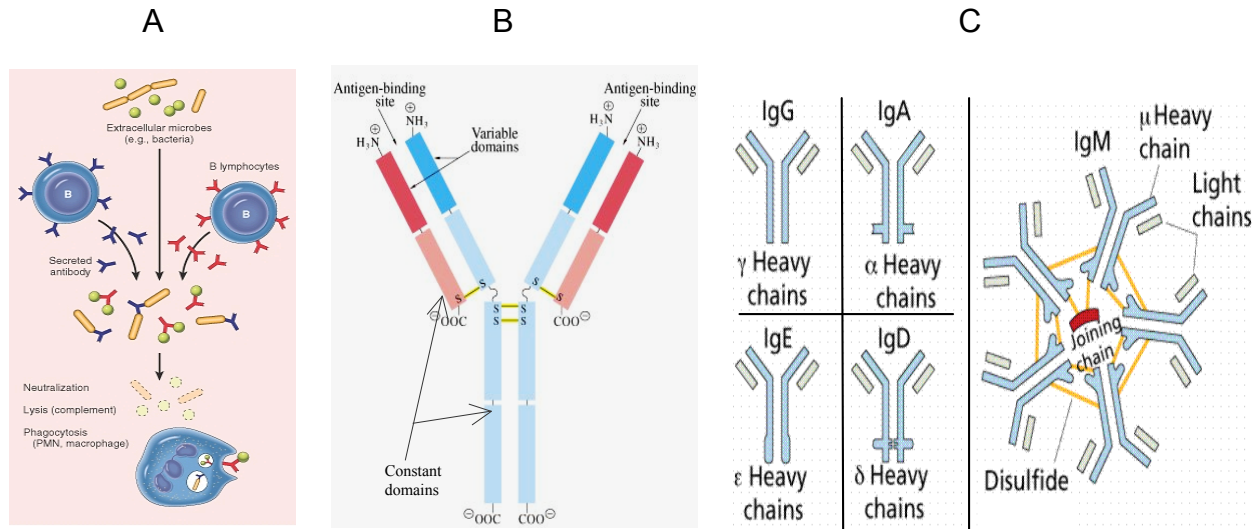 A
Extracellular microbes
(e.g., bacteria)
B lymphocytes
B
B
Secreted
antibody
Neutralization
Lysis (complement)
Phagocytosis
(PMN, macrophage)
B
Antigen-binding
site
Antigen-binding
site
⊕
NH₃
⊕
H₃N
Variable
domains
⊕
H₃N
⊕
NH₃
S
S
S
S
S S
S S
⊖OOC
COO⊖
Constant
domains
⊖OOC
COO⊖
C
IgG
γ Heavy
chains
IgA
α Heavy
chains
IgE
ε Heavy
chains
IgD
δ Heavy
chains
IgM
μ Heavy
chain
Light
chains
Joining
chain
Disulfide